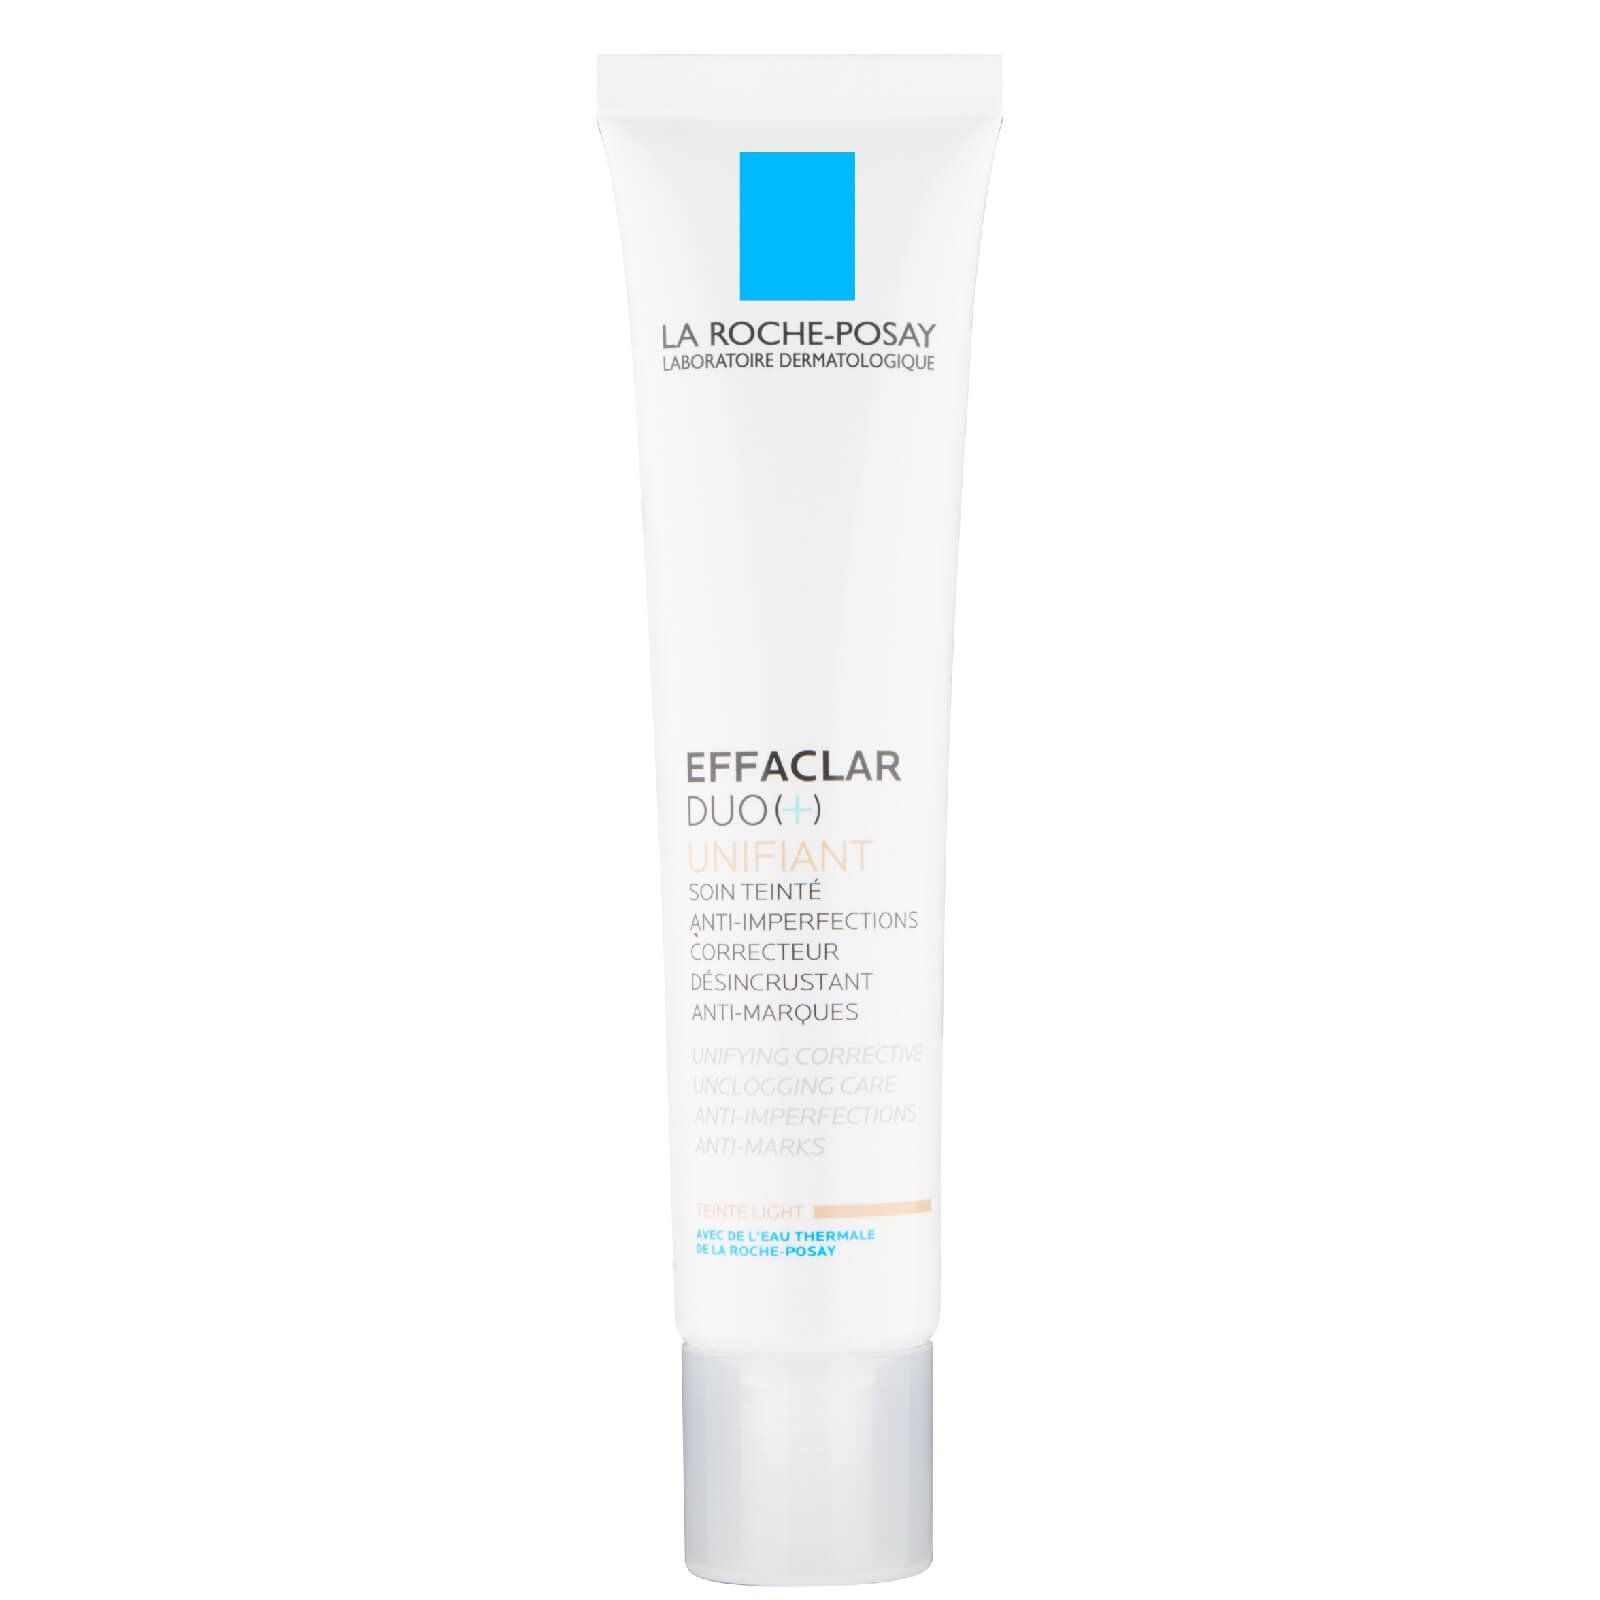 LA ROCHE-POSAY
LABORATOIRE DERMATOLOGIQUE
EFFACLAR
DUO(+)
UNIFIANT
SOIN TEINTÉ
ANTI-IMPERFECTIONS
CORRECTEUR
DÉSINCRUSTANT
ANTI-MARQUES
UNIFYING CORRECTIVE
UNCLOGGING CARE
ANTI-IMPERFECTIONS
ANTI-MARKS
TEINTE LIGHT
AVEC DE L'EAU THERMALE
DE LA ROCHE-POSAY